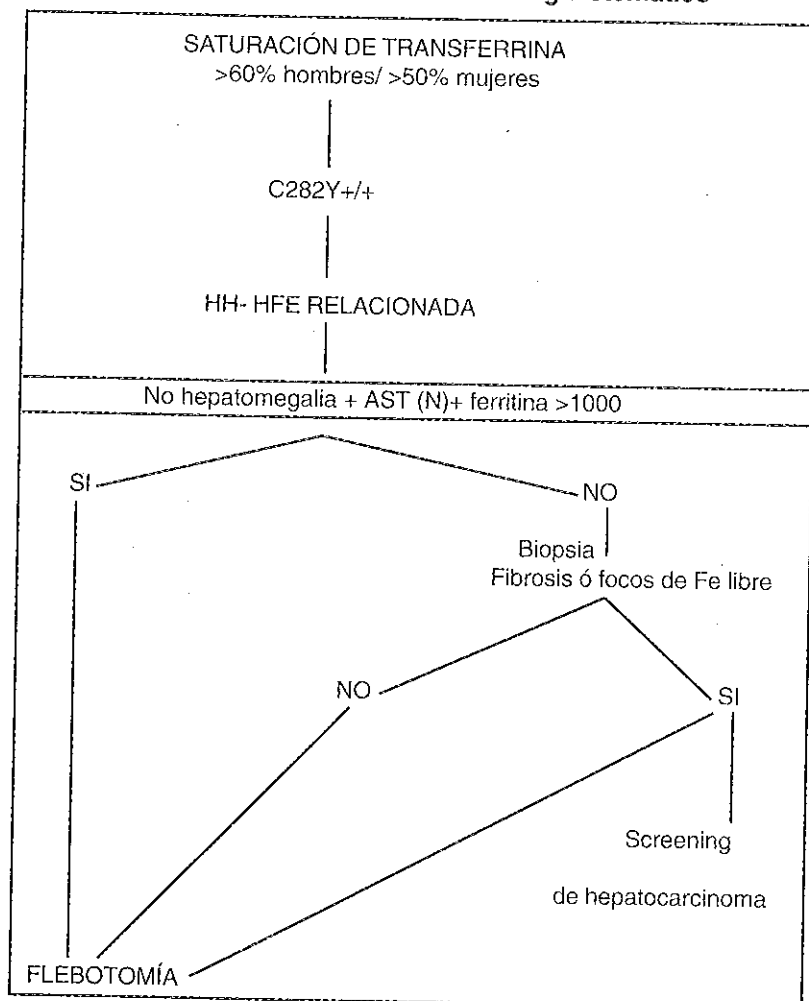 SATURACIÓN DE TRANSFERRINA
>60% hombres/ >50% mujeres
C282Y+/+
HH- HFE RELACIONADA
No hepatomegalia + AST (N)+ ferritina >1000
SI
NO
Biopsia
Fibrosis ó focos de Fe libre
NO
SI
Screening
de hepatocarcinoma
FLEBOTOMÍA